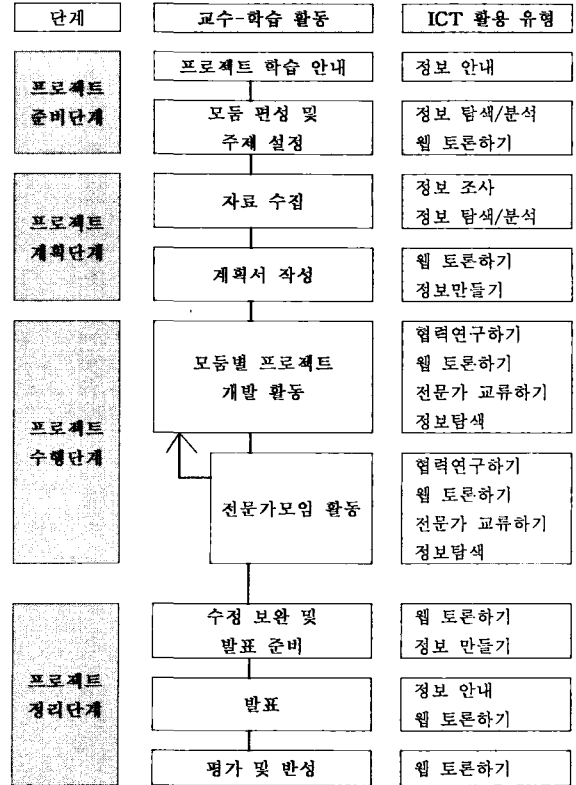 단계 교수-학습 활동 ICT 활용 유형
프로젝트
준비단계
프로젝트 학습 안내
정보 안내
모둠 편성 및
주제 설정
정보 탐색/분석
웹 토론하기
프로젝트
계획단계
자료 수집
정보 조사
정보 탐색/분석
계획서 작성
웹 토론하기
정보만들기
프로젝트
수행단계
모둠별 프로젝트
개발 활동
협력연구하기
웹 토론하기
전문가 교류하기
정보탐색
전문가모임 활동
협력연구하기
웹 토론하기
전문가 교류하기
정보탐색
프로젝트
정리단계
수정 보완 및
발표 준비
웹 토론하기
정보 만들기
발표
정보 안내
웹 토론하기
평가 및 반성
웹 토론하기